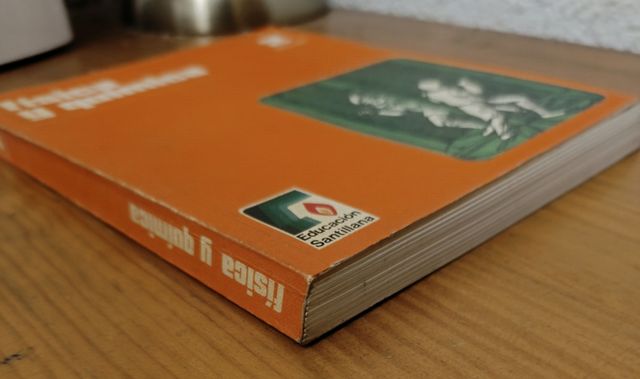 física
y química
Educación
Santillana
física y química